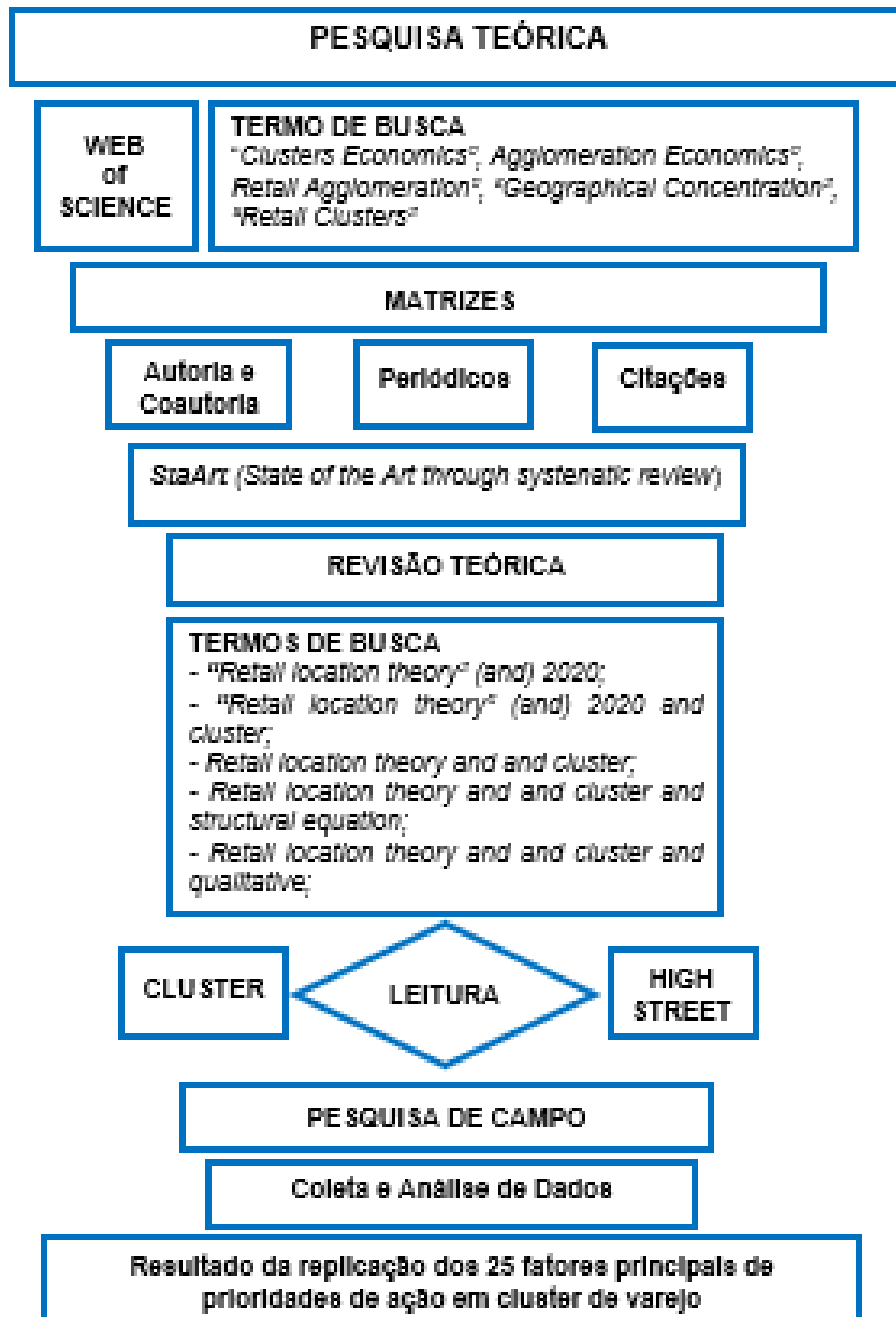 PESQUISA TEÓRICA
WEB
of
SCIENCE
TERMO DE BUSCA
"Clusters Economics", Agglomeration Economics",
Retail Agglomeration", "Geographical Concentration",
"Retail Clusters"
MATRIZES
Autoria e
Coautoria
Periódicos
Citações
StaArt (State of the Art through systenatic review)
REVISÃO TEÓRICA
TERMOS DE BUSCA
- "Retail location theory" (and) 2020;
- "Retail location theory" (and) 2020 and
cluster;
- Retail location theory and and cluster;
- Retail location theory and and cluster and
structural equation;
- Retail location theory and and cluster and
qualitative;
CLUSTER
LEITURA
HIGH
STREET
PESQUISA DE CAMPO
Coleta e Análise de Dados
Resultado da replicação dos 25 fatores principais de
prioridades de ação em cluster de varejo